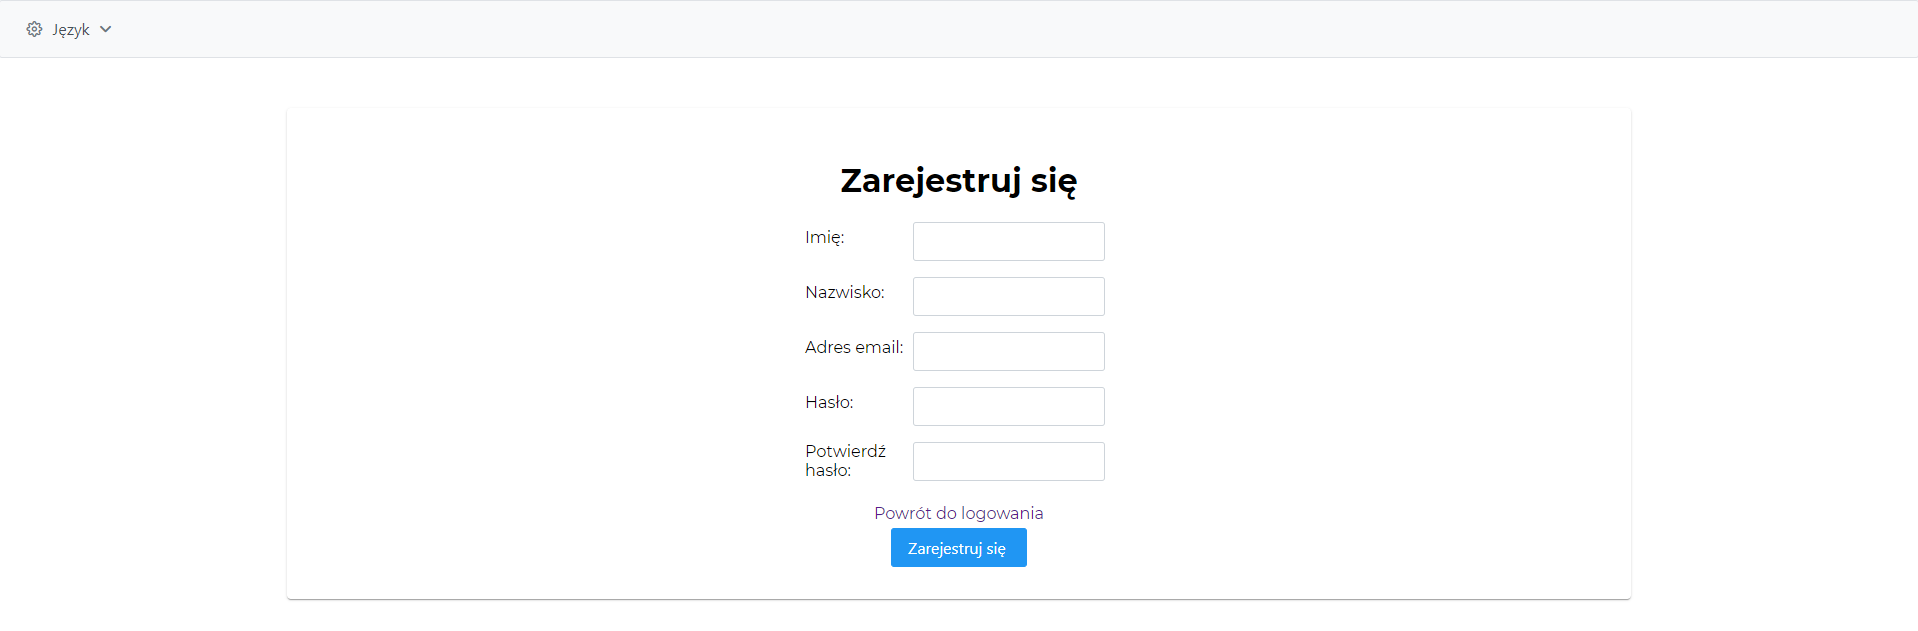 Język
Zarejestruj się
Imię:
Nazwisko:
Adres email:
Hasło:
Potwierdź
hasło:
Powrót do logowania
Zarejestruj się